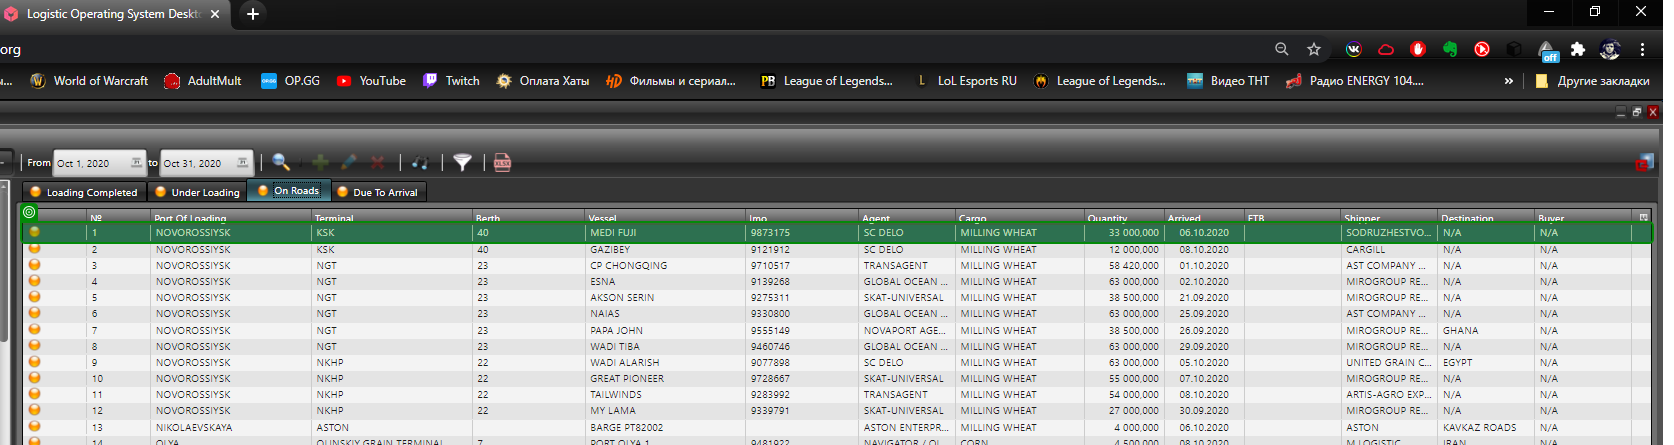 Logistic Operating System Deskto
org
ы... World of Warcraft AdultMult OP.GG YouTube Twitch Оплата Хаты Фильмы и сериал... League of Legends... LoL Esports RU League of Legends... Видео ТНТ Радио ENERGY 104.... » Другие закладки
off
From Oct 1, 2020 to Oct 31, 2020 XLSX
Loading Completed Under Loading On Roads Due To Arrival
№ Port Of Loading Terminal Berth Vessel Imo Agent Cargo Quantity Arrived ETB Shipper Destination Buyer
1 NOVOROSSIYSK KSK 40 MEDI FUJI 9873175 SC DELO MILLING WHEAT 33 000,000 06.10.2020 SODRUZHESTVO... N/A N/A
2 NOVOROSSIYSK KSK 40 GAZIBEY 9121912 SC DELO MILLING WHEAT 12 000,000 08.10.2020 CARGILL N/A N/A
3 NOVOROSSIYSK NGT 23 CP CHONGQING 9710517 TRANSAGENT MILLING WHEAT 58 420,000 01.10.2020 AST COMPANY ... N/A N/A
4 NOVOROSSIYSK NGT 23 ESNA 9139268 GLOBAL OCEAN ... MILLING WHEAT 63 000,000 02.10.2020 MIROGROUP RE... N/A N/A
5 NOVOROSSIYSK NGT 23 AKSON SERIN 9275311 SKAT-UNIVERSAL MILLING WHEAT 38 500,000 21.09.2020 MIROGROUP RE... N/A N/A
6 NOVOROSSIYSK NGT 23 NAIAS 9330800 GLOBAL OCEAN ... MILLING WHEAT 63 000,000 25.09.2020 AST COMPANY ... N/A N/A
7 NOVOROSSIYSK NGT 23 PAPA JOHN 9555149 NOVAPORT AGE... MILLING WHEAT 38 500,000 26.09.2020 MIROGROUP RE... GHANA N/A
8 NOVOROSSIYSK NGT 23 WADI TIBA 9460746 GLOBAL OCEAN ... MILLING WHEAT 63 000,000 29.09.2020 MIROGROUP RE... N/A N/A
9 NOVOROSSIYSK NKHP 22 WADI ALARISH 9077898 SC DELO MILLING WHEAT 63 000,000 05.10.2020 UNITED GRAIN C... EGYPT N/A
10 NOVOROSSIYSK NKHP 22 GREAT PIONEER 9728667 SKAT-UNIVERSAL MILLING WHEAT 55 000,000 07.10.2020 MIROGROUP RE... N/A N/A
11 NOVOROSSIYSK NKHP 22 TAILWINDS 9283992 TRANSAGENT MILLING WHEAT 54 000,000 08.10.2020 ARTIS-AGRO EXP... N/A N/A
12 NOVOROSSIYSK NKHP 22 MY LAMA 9339791 SKAT-UNIVERSAL MILLING WHEAT 27 000,000 30.09.2020 MIROGROUP RE... N/A N/A
13 NIKOLAEVSKAYA ASTON BARGE PT82002 ASTON ENTERPR... MILLING WHEAT 4 000,000 06.10.2020 ASTON KAVKAZ ROADS N/A
14 OLYA OLINSKIY GRAIN TERMINAL 7 PORT OLYA 1 9481922 NAVIGATOR / OL... CORN 4 500,000 08.10.2020 M LOGISTIC IRAN N/A